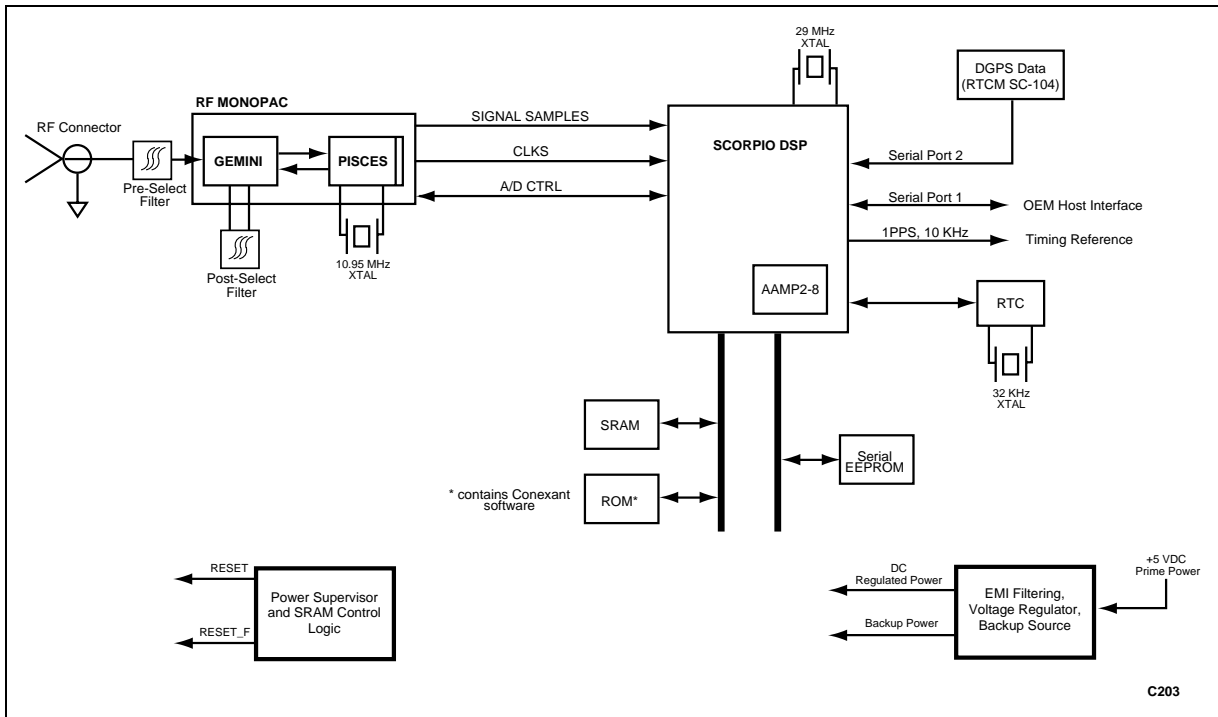 29 MHz
XTAL
DGPS Data
(RTCM SC-104)
RF MONOPAC
RF Connector
SIGNAL SAMPLES
SCORPIO DSP
GEMINI
PISCES
CLKS
Serial Port 2
Pre-Select
Filter
A/D CTRL
Serial Port 1
OEM Host Interface
1PPS, 10 KHz
Timing Reference
10.95 MHz
XTAL
Post-Select
Filter
AAMP2-8
RTC
32 KHz
XTAL
SRAM
Serial
EEPROM
* contains Conexant
software
ROM*
RESET
Power Supervisor
and SRAM Control
Logic
RESET_F
DC
Regulated Power
+5 VDC
Prime Power
EMI Filtering,
Voltage Regulator,
Backup Source
Backup Power
C203